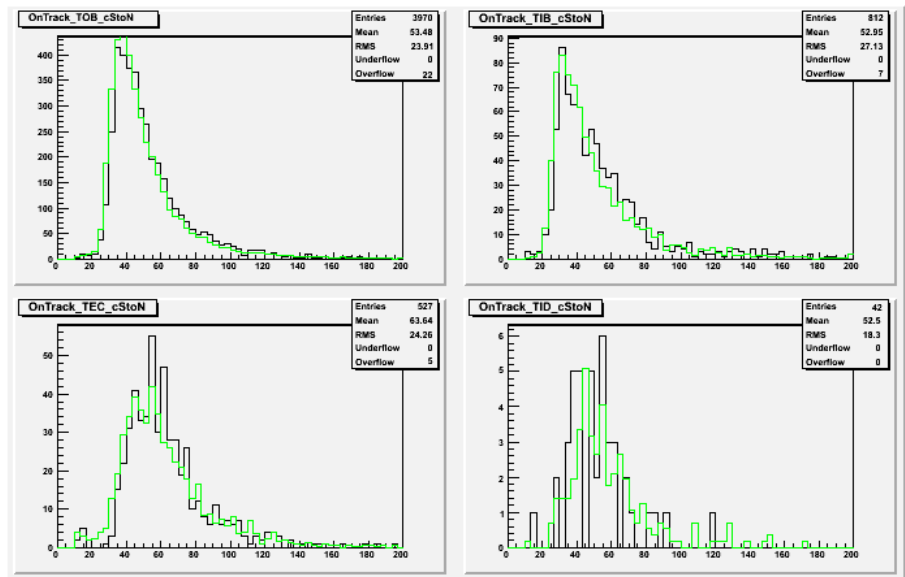 OnTrack_TOB_cStoN
Entries 3970
Mean 53.48
RMS 23.91
Underflow 0
Overflow 22
400
350
300
250
200
150
100
50
0
0 20 40 60 80 100 120 140 160 180 200
OnTrack_TIB_cStoN
Entries 812
Mean 52.95
RMS 27.13
Underflow 0
Overflow 7
90
80
70
60
50
40
30
20
10
0
0 20 40 60 80 100 120 140 160 180 200
OnTrack_TEC_cStoN
Entries 527
Mean 63.64
RMS 24.26
Underflow 0
Overflow 5
50
40
30
20
10
0
0 20 40 60 80 100 120 140 160 180 200
OnTrack_TID_cStoN
Entries 42
Mean 52.5
RMS 18.3
Underflow 0
Overflow 0
6
5
4
3
2
1
0
0 20 40 60 80 100 120 140 160 180 200